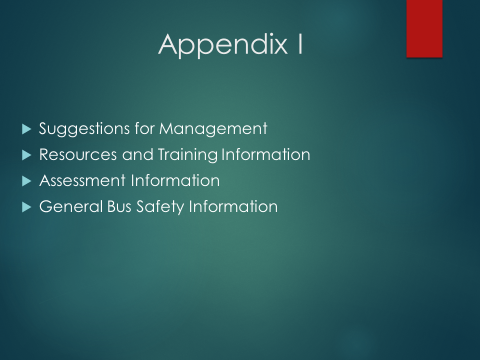 Appendix I
Suggestions for Management
Resources and Training Information
Assessment Information
General Bus Safety Information